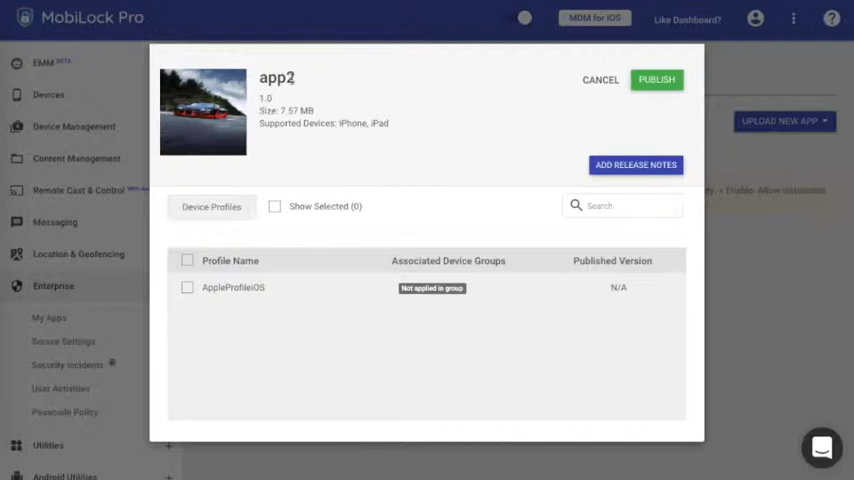 MobiLock Pro
MDM for iOS
Like Dashboard?
EMM BETA
Devices
Device Management
Content Management
Remote Cast & Control
Messaging
Location & Geofencing
Enterprise
My Apps
Secure Settings
Security Incidents
User Activities
Passcode Policy
Utilities
Android Utilities
UPLOAD NEW APP
app2
1.0
Size: 7.57 MB
Supported Devices: iPhone, iPad
CANCEL
PUBLISH
ADD RELEASE NOTES
Device Profiles
Show Selected (0)
Search
Profile Name
Associated Device Groups
Published Version
AppleProfileiOS
Not applied in group
N/A